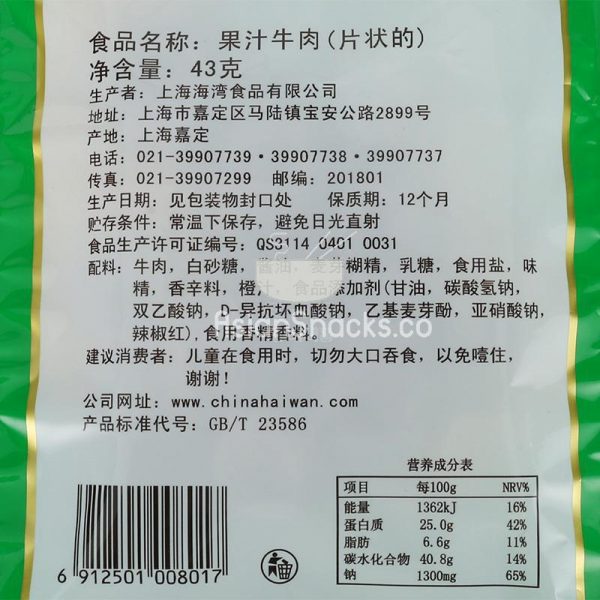 食品名称：果汁牛肉(片状的)
净含量：43克
生产者：上海海湾食品有限公司
地址：上海市嘉定区马陆镇宝安公路2899号
产地：上海嘉定
电话：021-39907739·39907738·39907737
传真：021-39907299 邮编：201801
生产日期：见包装物封口处 保质期：12个月
贮存条件：常温下保存，避免日光直射
食品生产许可证编号：QS3114 0401 0031
配料：牛肉，白砂糖，酱油，麦芽糊精，乳糖，食用盐，味
精，香辛料，橙汁，食品添加剂(甘油，碳酸氢钠，
双乙酸钠，D-异抗坏血酸钠，乙基麦芽酚，亚硝酸钠，
辣椒红)，食用香精香料。
AsianSnacks.co
建议消费者：儿童在食用时，切勿大口吞食，以免噎住，
谢谢！
公司网址：www.chinahaiwan.com
产品标准代号：GB/T 23586
营养成分表
项目 每100g NRV%
能量 1362kJ 16%
蛋白质 25.0g 42%
脂肪 6.6g 11%
碳水化合物 40.8g 14%
钠 1300mg 65%
6 912501 008017